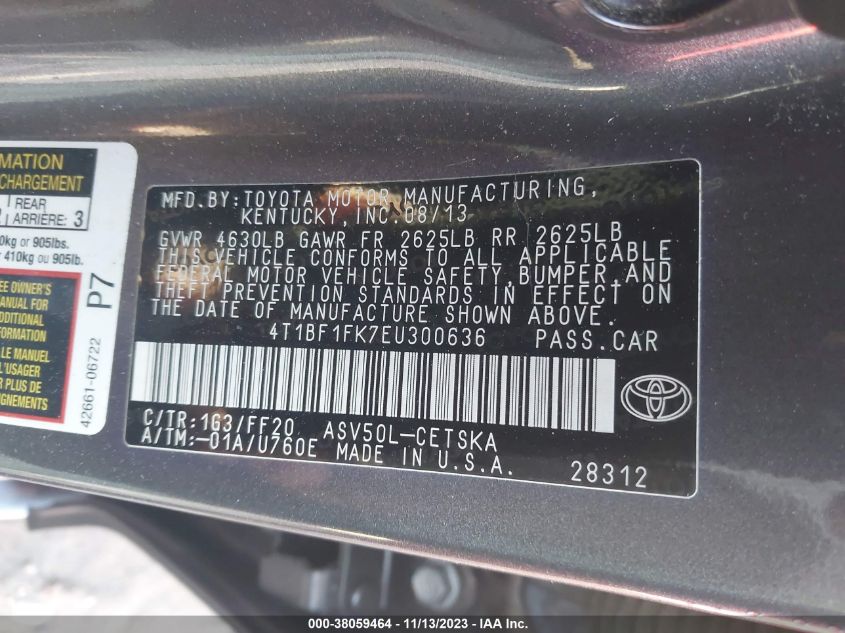 MATION
CHARGEMENT
REAR
ARRIÈRE: 3
0kg or 905lbs.
410kg ou 905lb.
EE OWNER'S
MANUAL FOR
ADDITIONAL
FORMATION
LE MANUEL
L'USAGER
R PLUS DE
GNEMENTS
P7
42661-06722
MFD.BY: TOYOTA MOTOR MANUFACTURING,
KENTUCKY, INC. 08/13
GVWR 4630LB GAWR FR 2625LB RR 2625LB
THIS VEHICLE CONFORMS TO ALL APPLICABLE
FEDERAL MOTOR VEHICLE SAFETY, BUMPER, AND
THEFT PREVENTION STANDARDS IN EFFECT ON
THE DATE OF MANUFACTURE SHOWN ABOVE.
4T1BF1FK7EU300636 PASS.CAR
C/TR:1G3/FF20 ASV50L-CETSKA
A/TM:-01A/U760E MADE IN U.S.A.
28312
000-38059464 - 11/13/2023 - IAAI Inc.